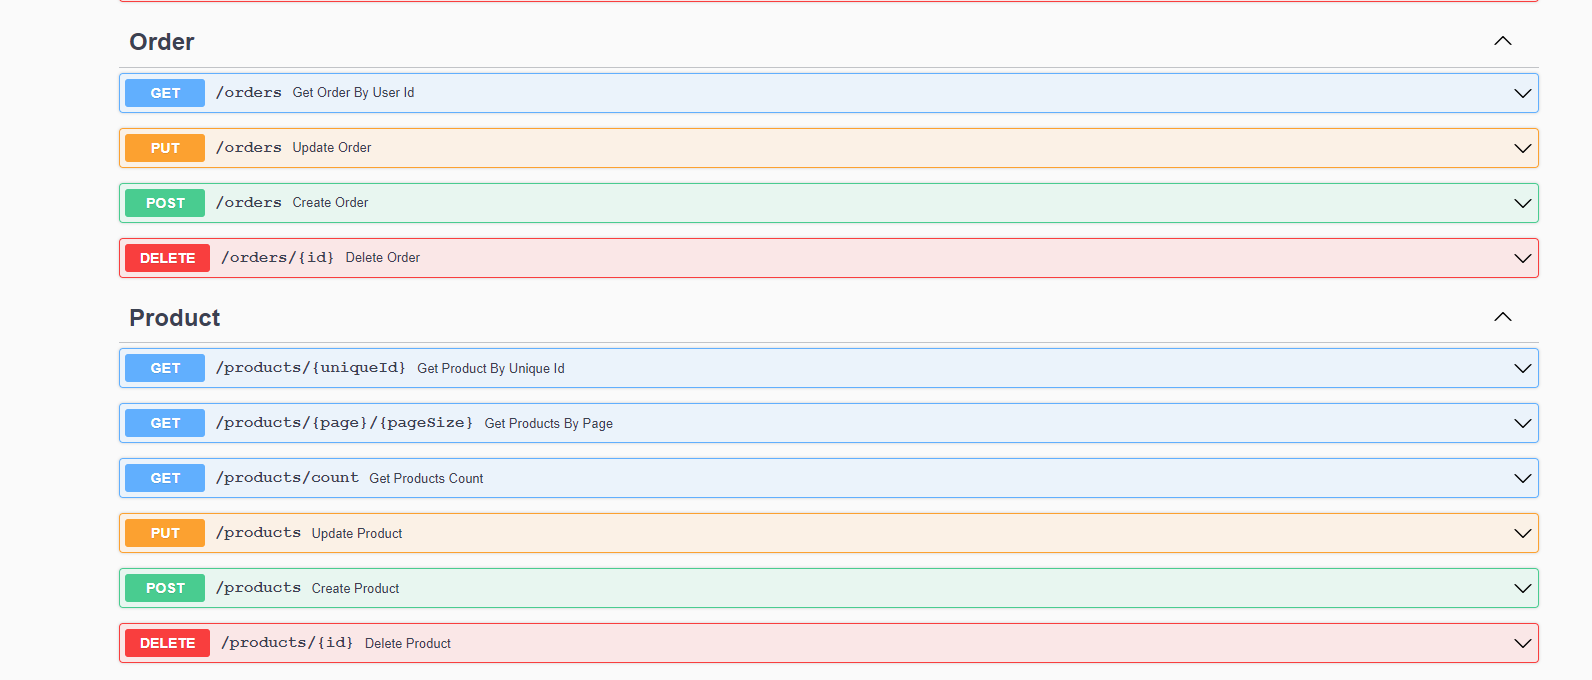 Order
GET /orders Get Order By User Id
PUT /orders Update Order
POST /orders Create Order
DELETE /orders/{id} Delete Order
Product
GET /products/{uniqueId} Get Product By Unique Id
GET /products/{page}/{pageSize} Get Products By Page
GET /products/count Get Products Count
PUT /products Update Product
POST /products Create Product
DELETE /products/{id} Delete Product